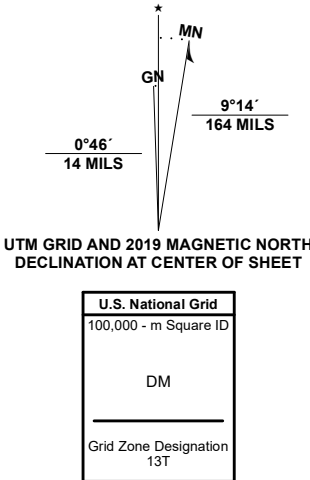 ★
MN
GN
9°14´
164 MILS
0°46´
14 MILS
UTM GRID AND 2019 MAGNETIC NORTH
DECLINATION AT CENTER OF SHEET
U.S. National Grid
100,000 - m Square ID
DM
Grid Zone Designation
13T